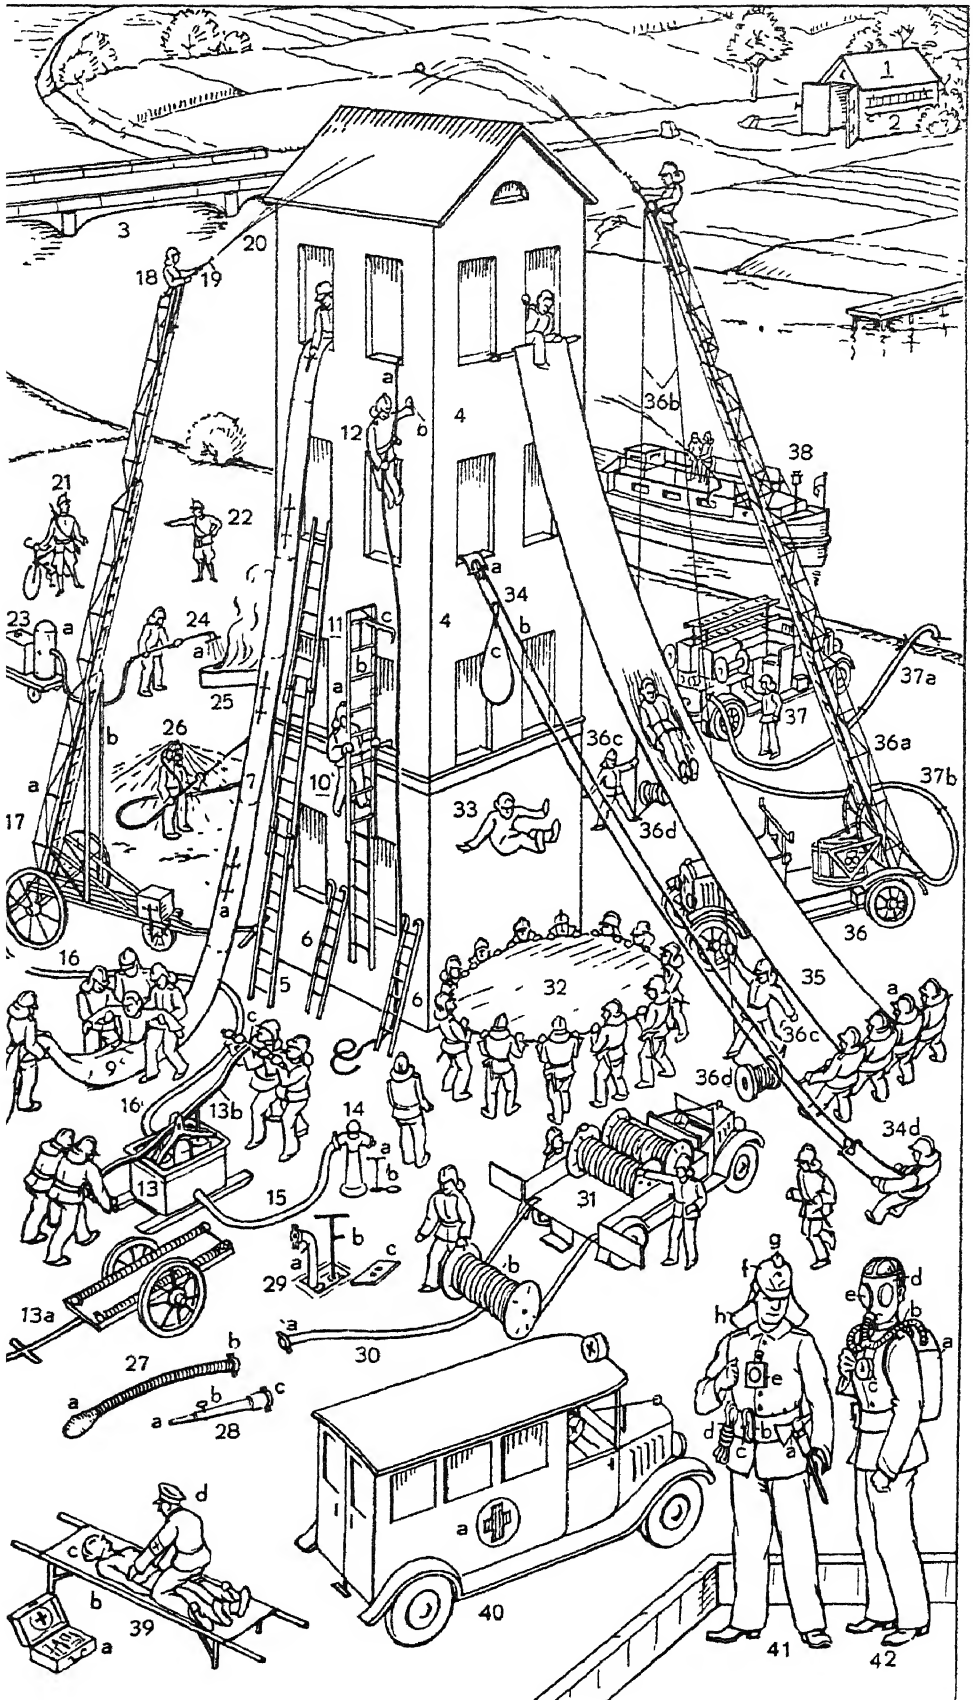 1
2
3
18 19 20
a
12 b 4
36b
38
21
22
a
34
23 a 24 a
11 c 4 b
c
25
a b
37a
37
26
36c
36a
b
10
37b
a 7
33
36d
17
a
6
36
16
5
6
32
35 a
c
9
36c
16
13b
14
36d
a
34d
13
b
15
31
b
a
c
29
g
f
d
e
13a
b
h
b
a
a
30
27
b
e
c
a
b c
a
28
d b
c a
d
a
c
b
39
a
40
41
42